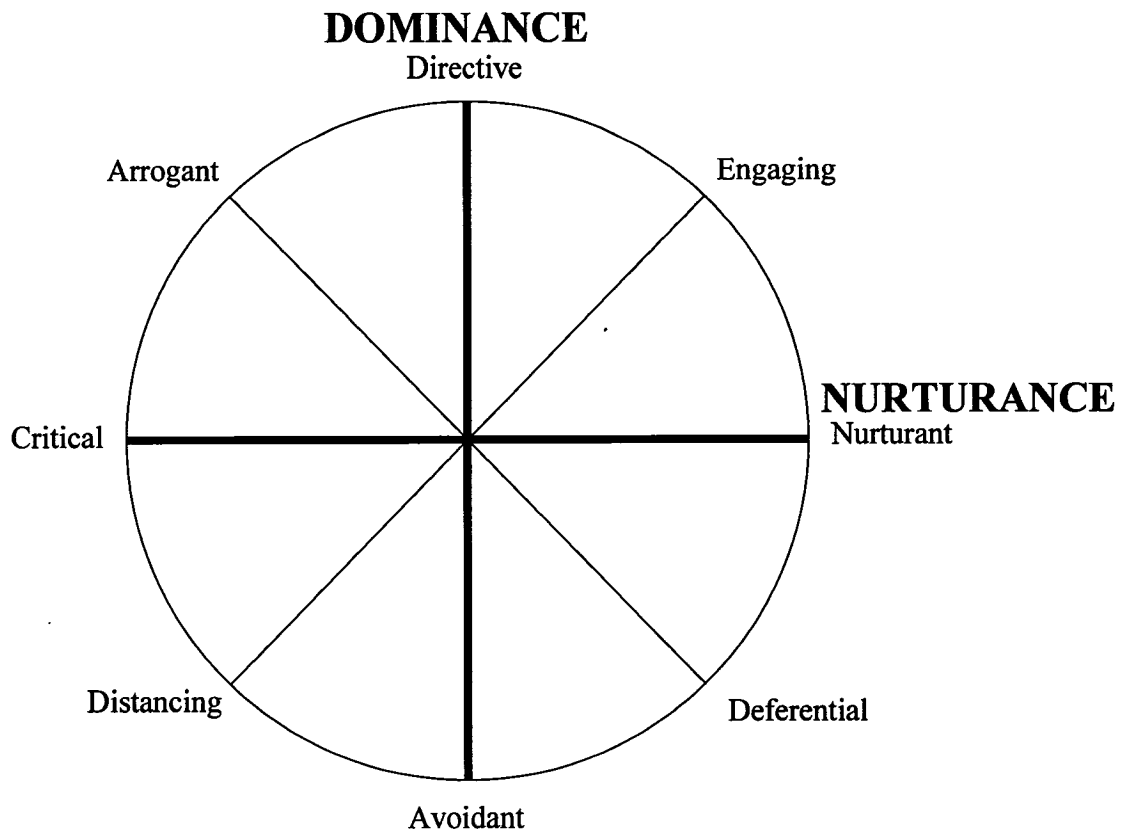 DOMINANCE
Directive
Arrogant
Engaging
NURTURANCE
Critical
Nurturant
Distancing
Deferential
Avoidant